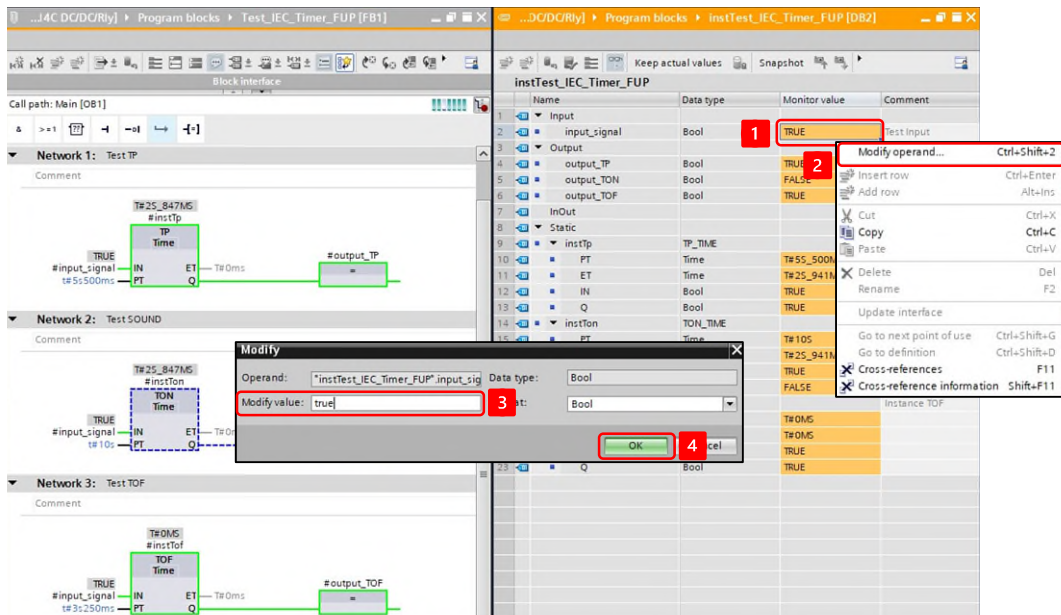 ...J4C DC/DC/Rly] ▸ Program blocks ▸ Test_IEC_Timer_FUP [FB1]
Block interface
Call path: Main [OB1]
& >=1 [??]
Network 1: Test TP
Comment
T#2S_847MS
#instTp
TP
Time
TRUE
#input_signal IN ET T#0ms
t#5s500ms PT Q
#output_TP
=
Network 2: Test SOUND
Comment
T#2S_847MS
#instTon
TON
Time
TRUE
#input_signal IN ET
t#10s PT Q
Network 3: Test TOF
Comment
T#0MS
#instTof
TOF
Time
TRUE
#input_signal IN ET T#0ms
t#3s250ms PT Q
#output_TOF
=
...DC/DC/Rly] ▸ Program blocks ▸ instTest_IEC_Timer_FUP [DB2]
Keep actual values Snapshot
instTest_IEC_Timer_FUP
Name Data type Monitor value Comment
1 Input
2 input_signal Bool TRUE Test Input
3 Output
4 output_TP Bool TRUE
5 output_TON Bool FALSE
6 output_TOF Bool TRUE
7 InOut
8 Static
9 instTp TP_TIME
10 PT Time T#5S_500M
11 ET Time T#2S_941M
12 IN Bool TRUE
13 Q Bool TRUE
14 instTon TON_TIME
15 PT Time T#10S
T#2S_941M
TRUE
FALSE
Instance TOF
T#0MS
T#0MS
TRUE
23 Q Bool TRUE
1
2
Modify operand... Ctrl+Shift+2
Insert row Ctrl+Enter
Add row Alt+Ins
Cut Ctrl+X
Copy Ctrl+C
Paste Ctrl+V
Delete Del
Rename F2
Update interface
Go to next point of use Ctrl+Shift+G
Go to definition Ctrl+Shift+D
Cross-references F11
Cross-reference information Shift+F11
Modify
Operand: "instTest_IEC_Timer_FUP".input_sig Data type: Bool
Modify value: true 3 Bool
OK 4